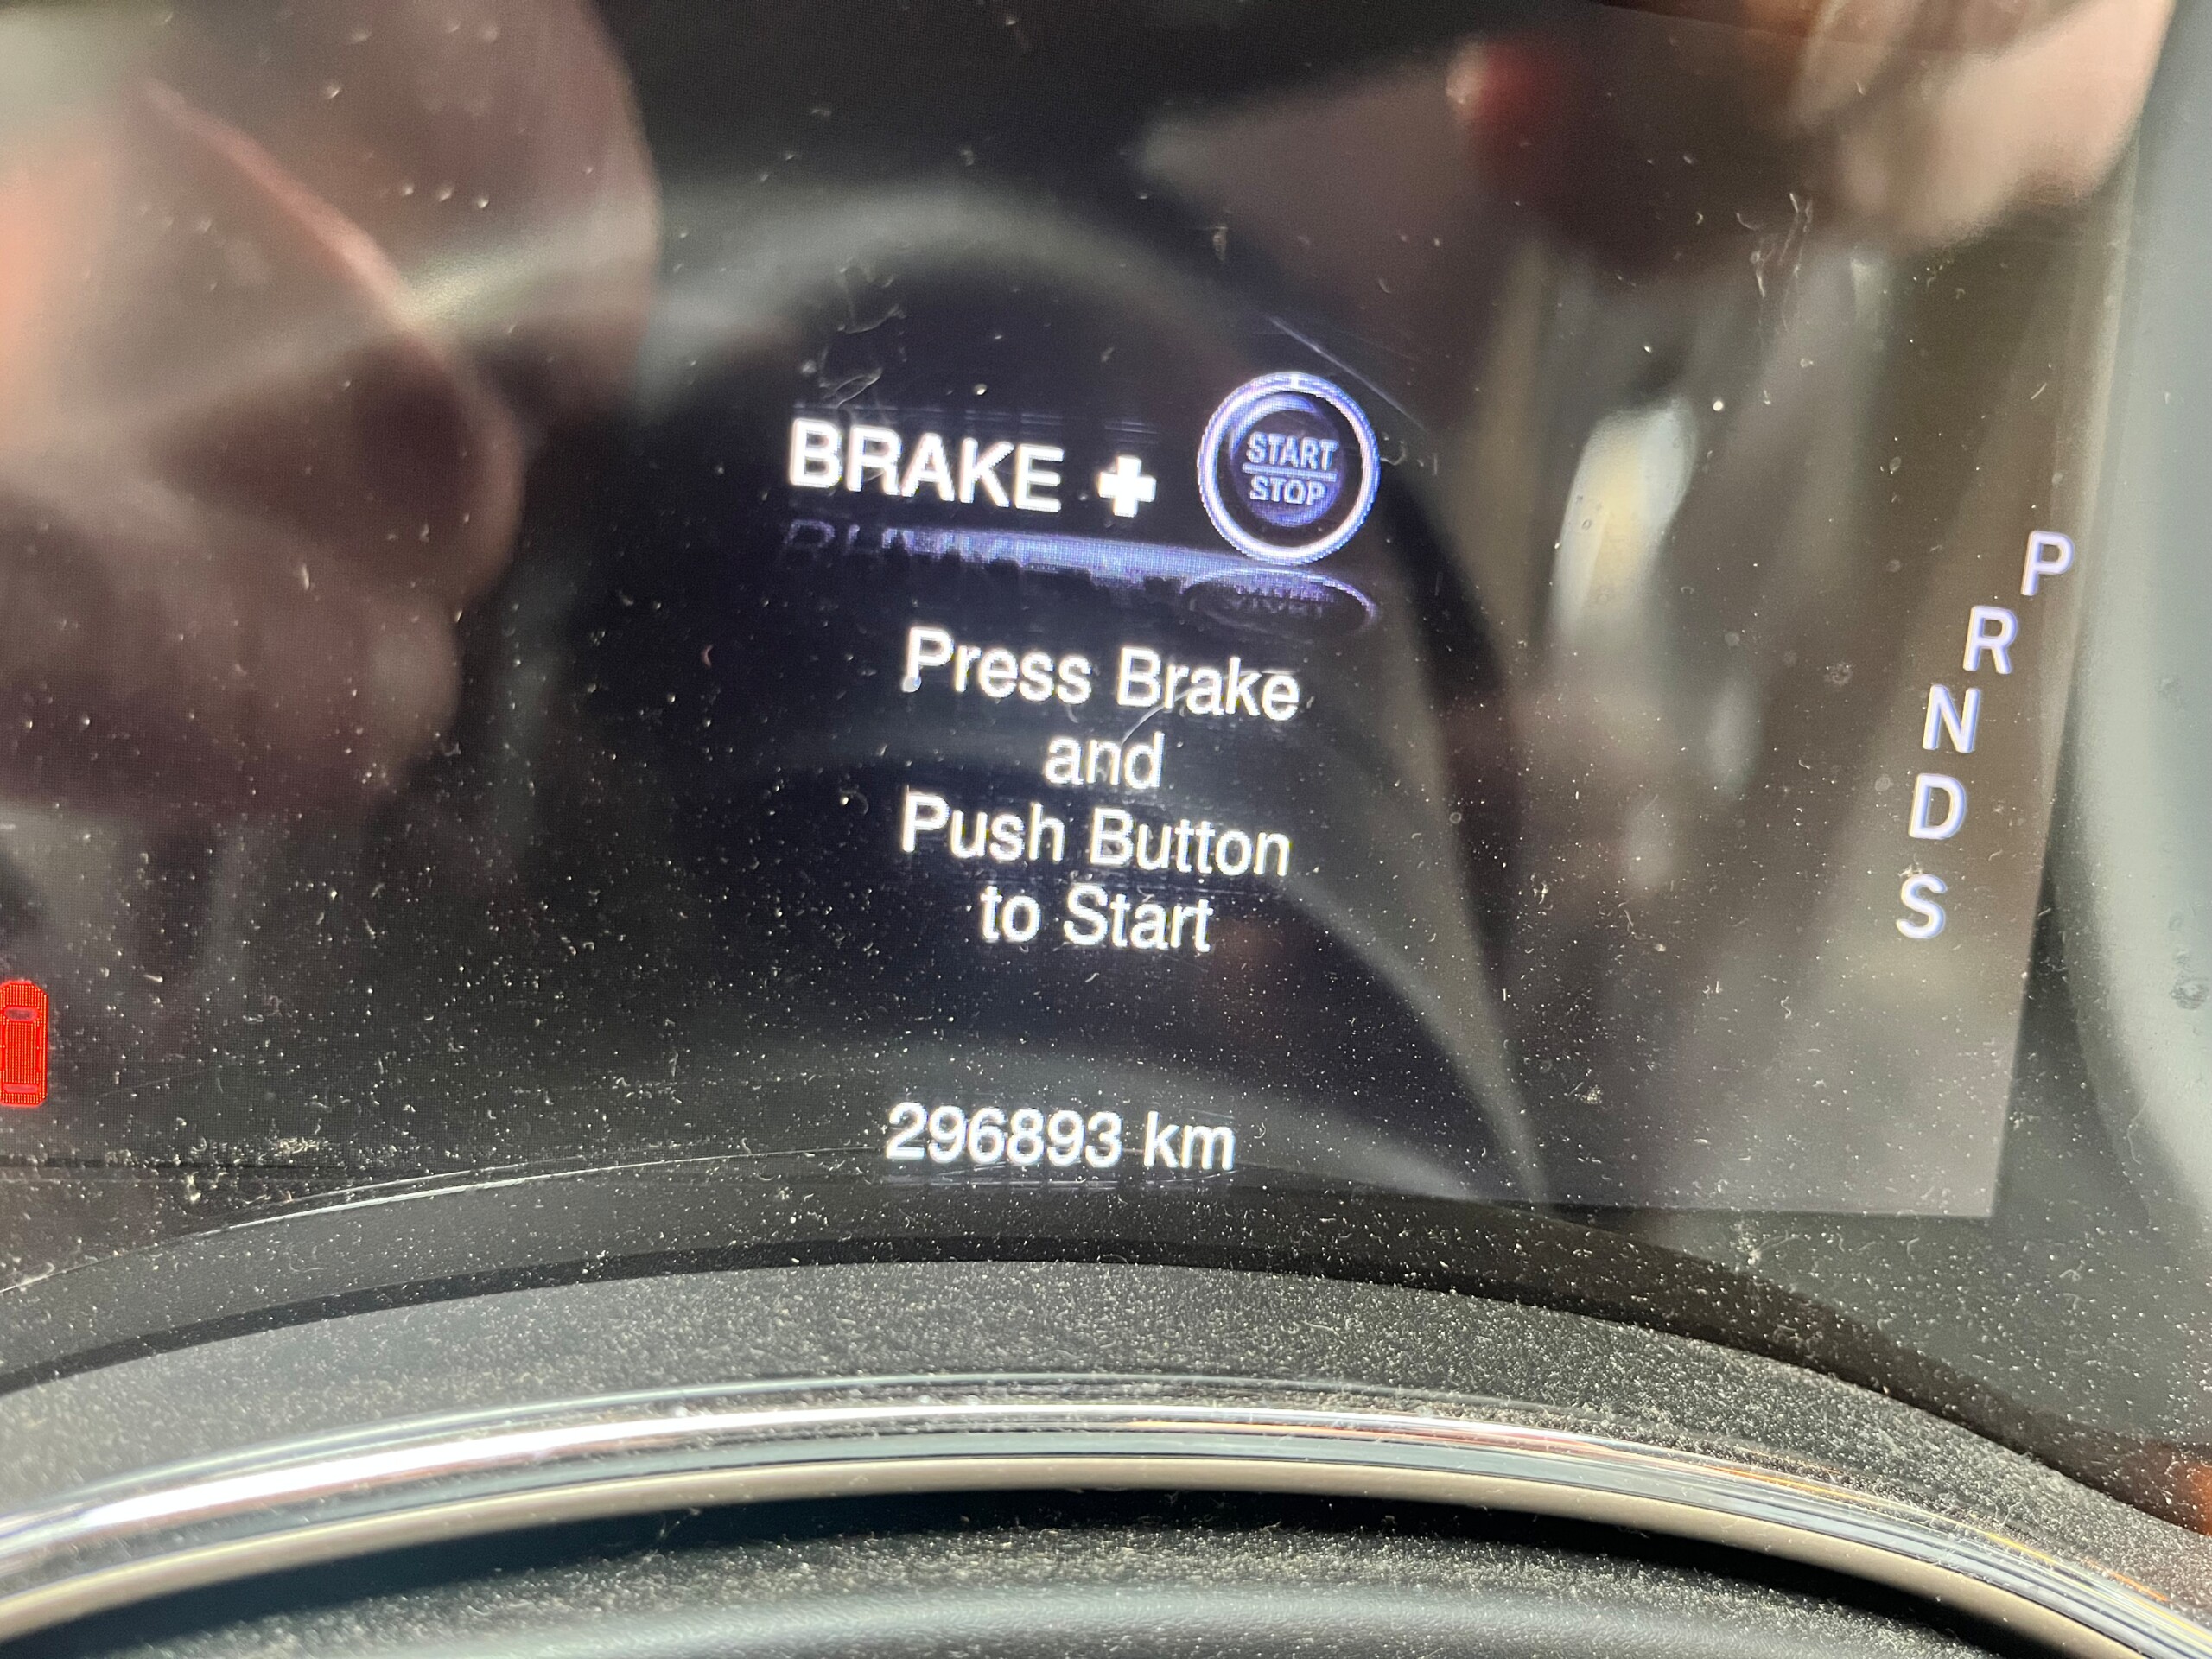 BRAKE +
START
STOP
Press Brake
and
Push Button
to Start
P
R
N
D
S
296893 km